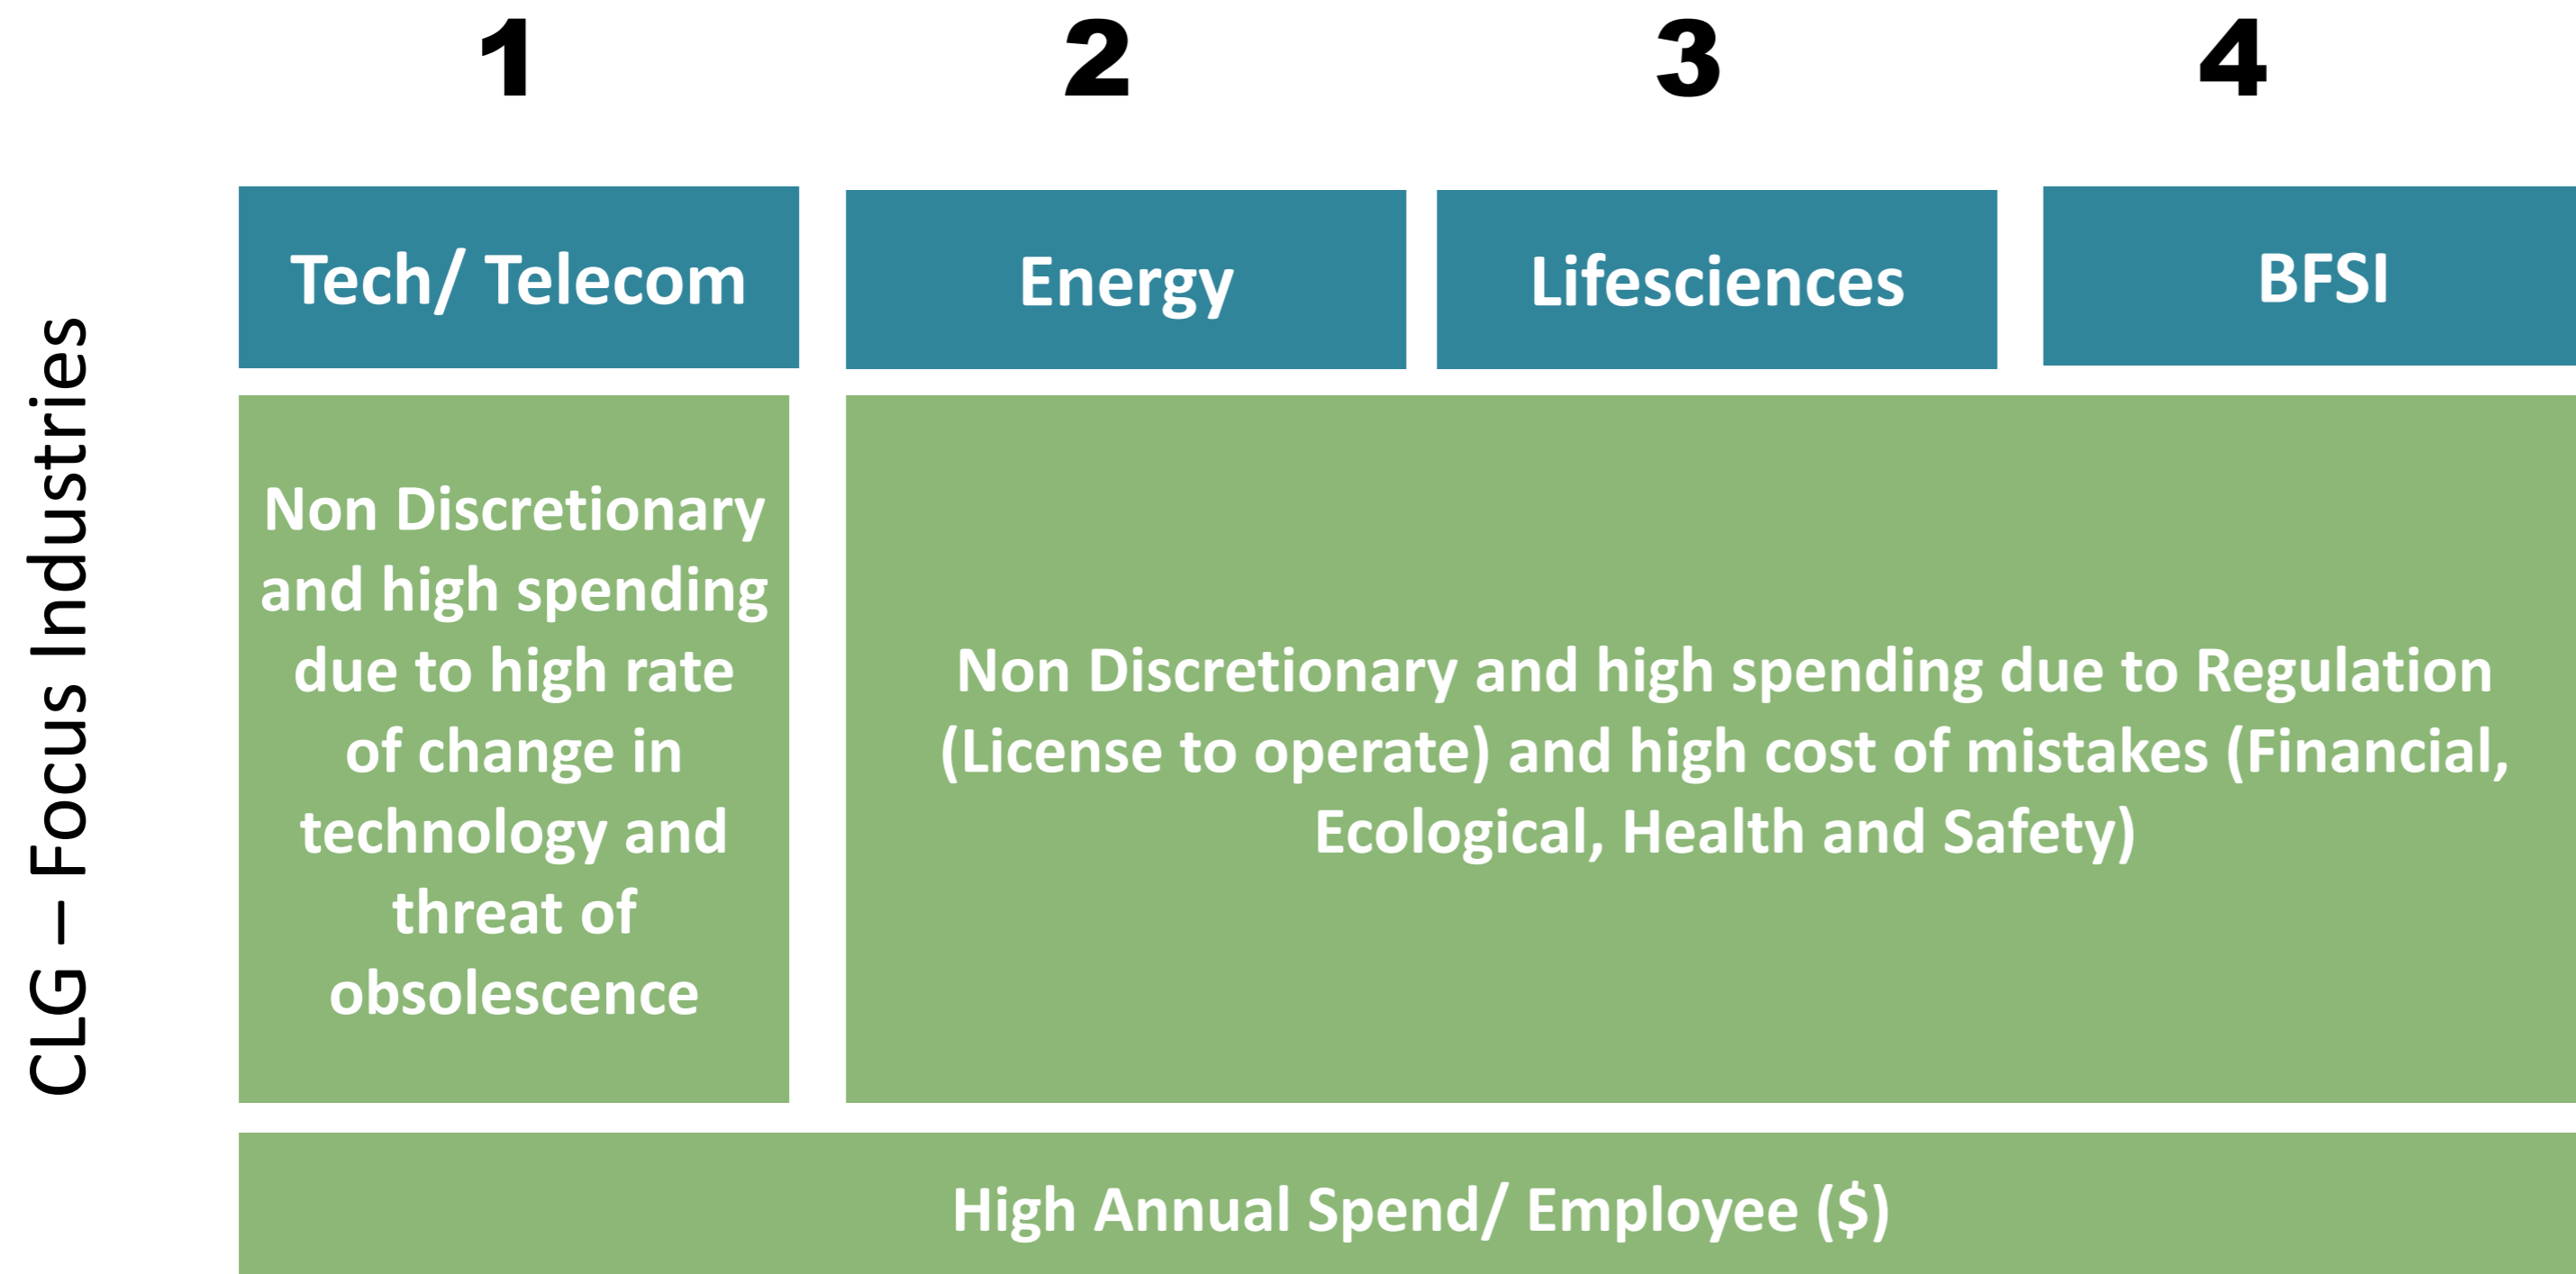 1
2
3
4
CLG – Focus Industries
Tech/ Telecom
Energy
Lifesciences
BFSI
Non Discretionary
and high spending
due to high rate
of change in
technology and
threat of
obsolescence
Non Discretionary and high spending due to Regulation
(License to operate) and high cost of mistakes (Financial,
Ecological, Health and Safety)
High Annual Spend/ Employee ($)